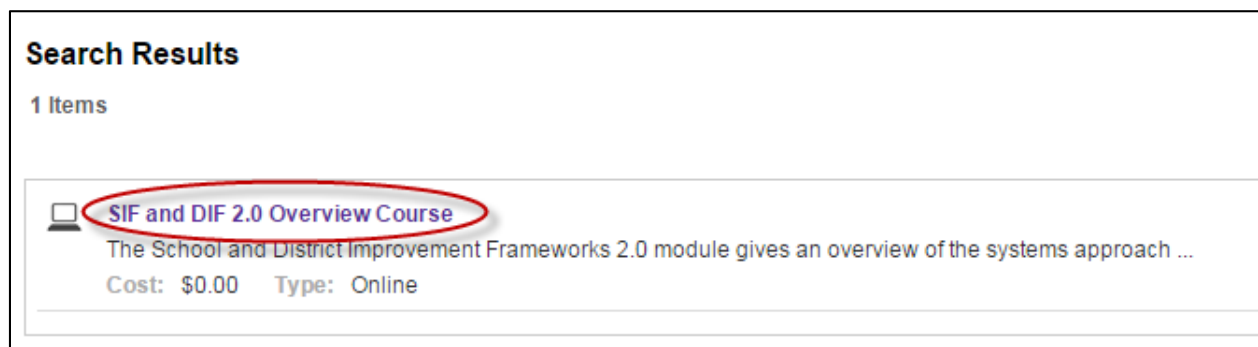 Search Results
1 Items
SIF and DIF 2.0 Overview Course
The School and District Improvement Frameworks 2.0 module gives an overview of the systems approach ...
Cost: $0.00 Type: Online